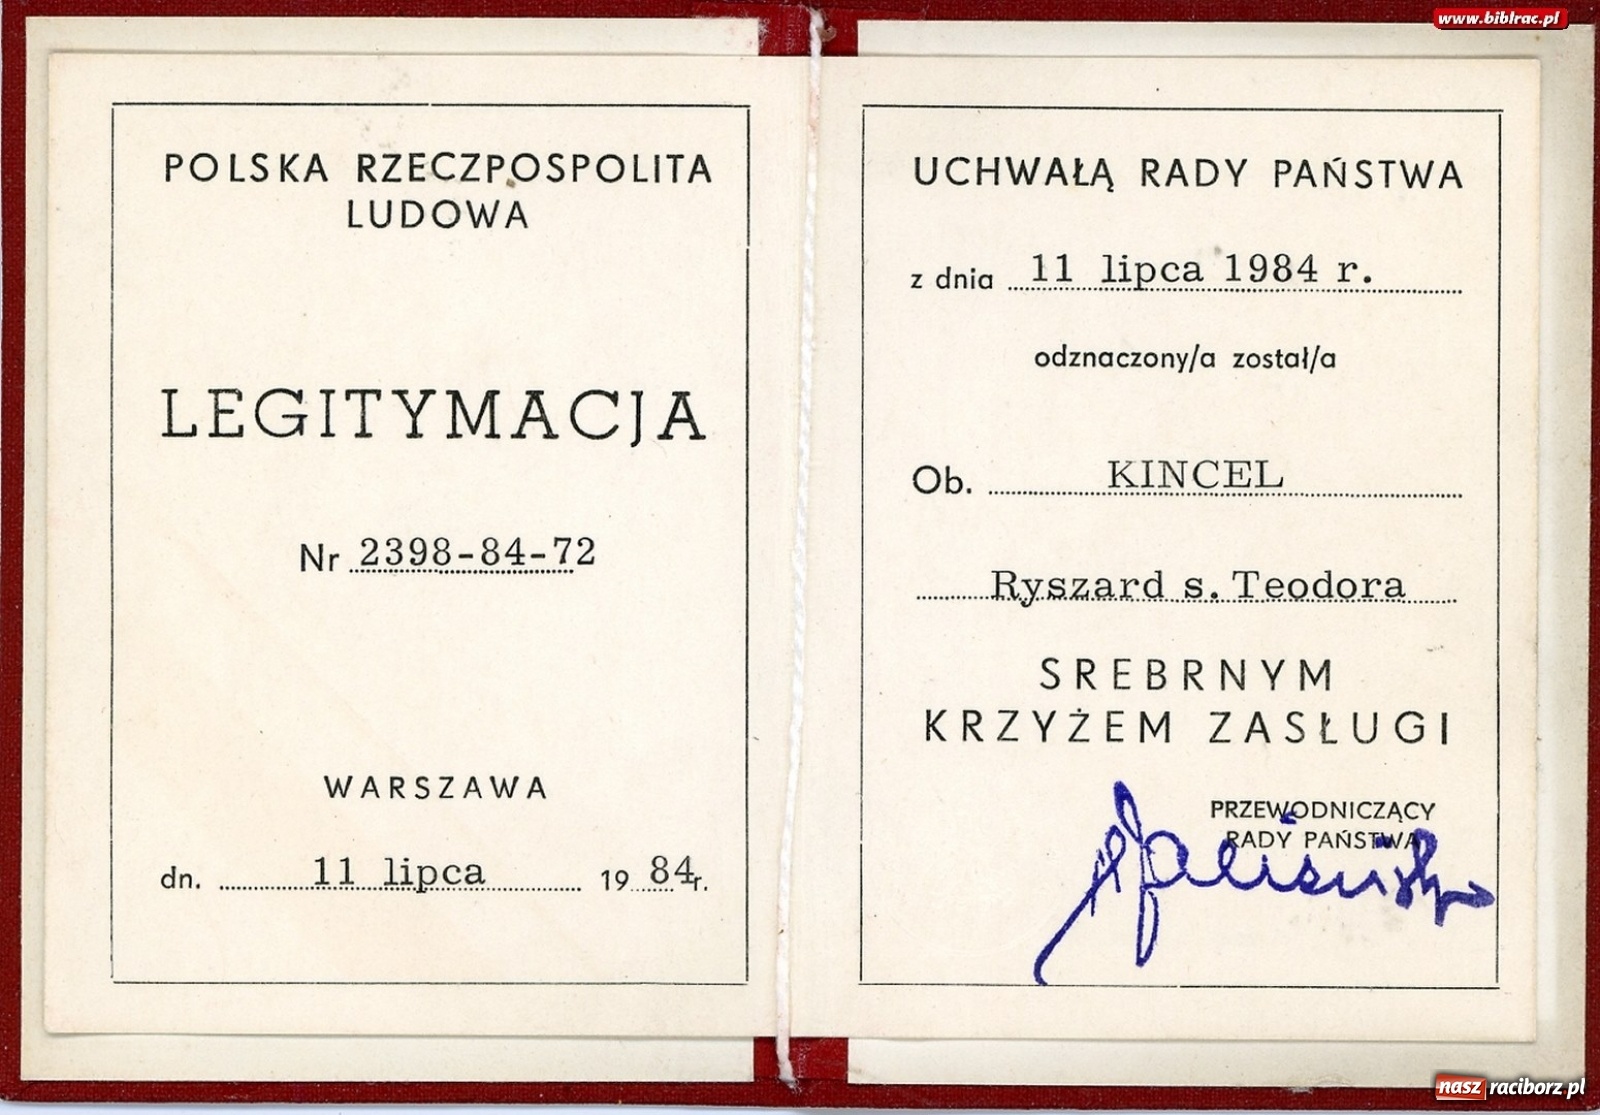 www.biblrac.pl
POLSKA RZECZPOSPOLITA
LUDOWA
LEGITYMACJA
Nr 2398-84-72
WARSZAWA
dn. 11 lipca 1984r.
UCHWAŁĄ RADY PAŃSTWA
z dnia 11 lipca 1984 r.
odznaczony/a został/a
Ob. KINCEL
Ryszard s. Teodora
SREBRNYM
KRZYŻEM ZASŁUGI
PRZEWODNICZĄCY
RADY PAŃSTWA
nasz raciborz.pl